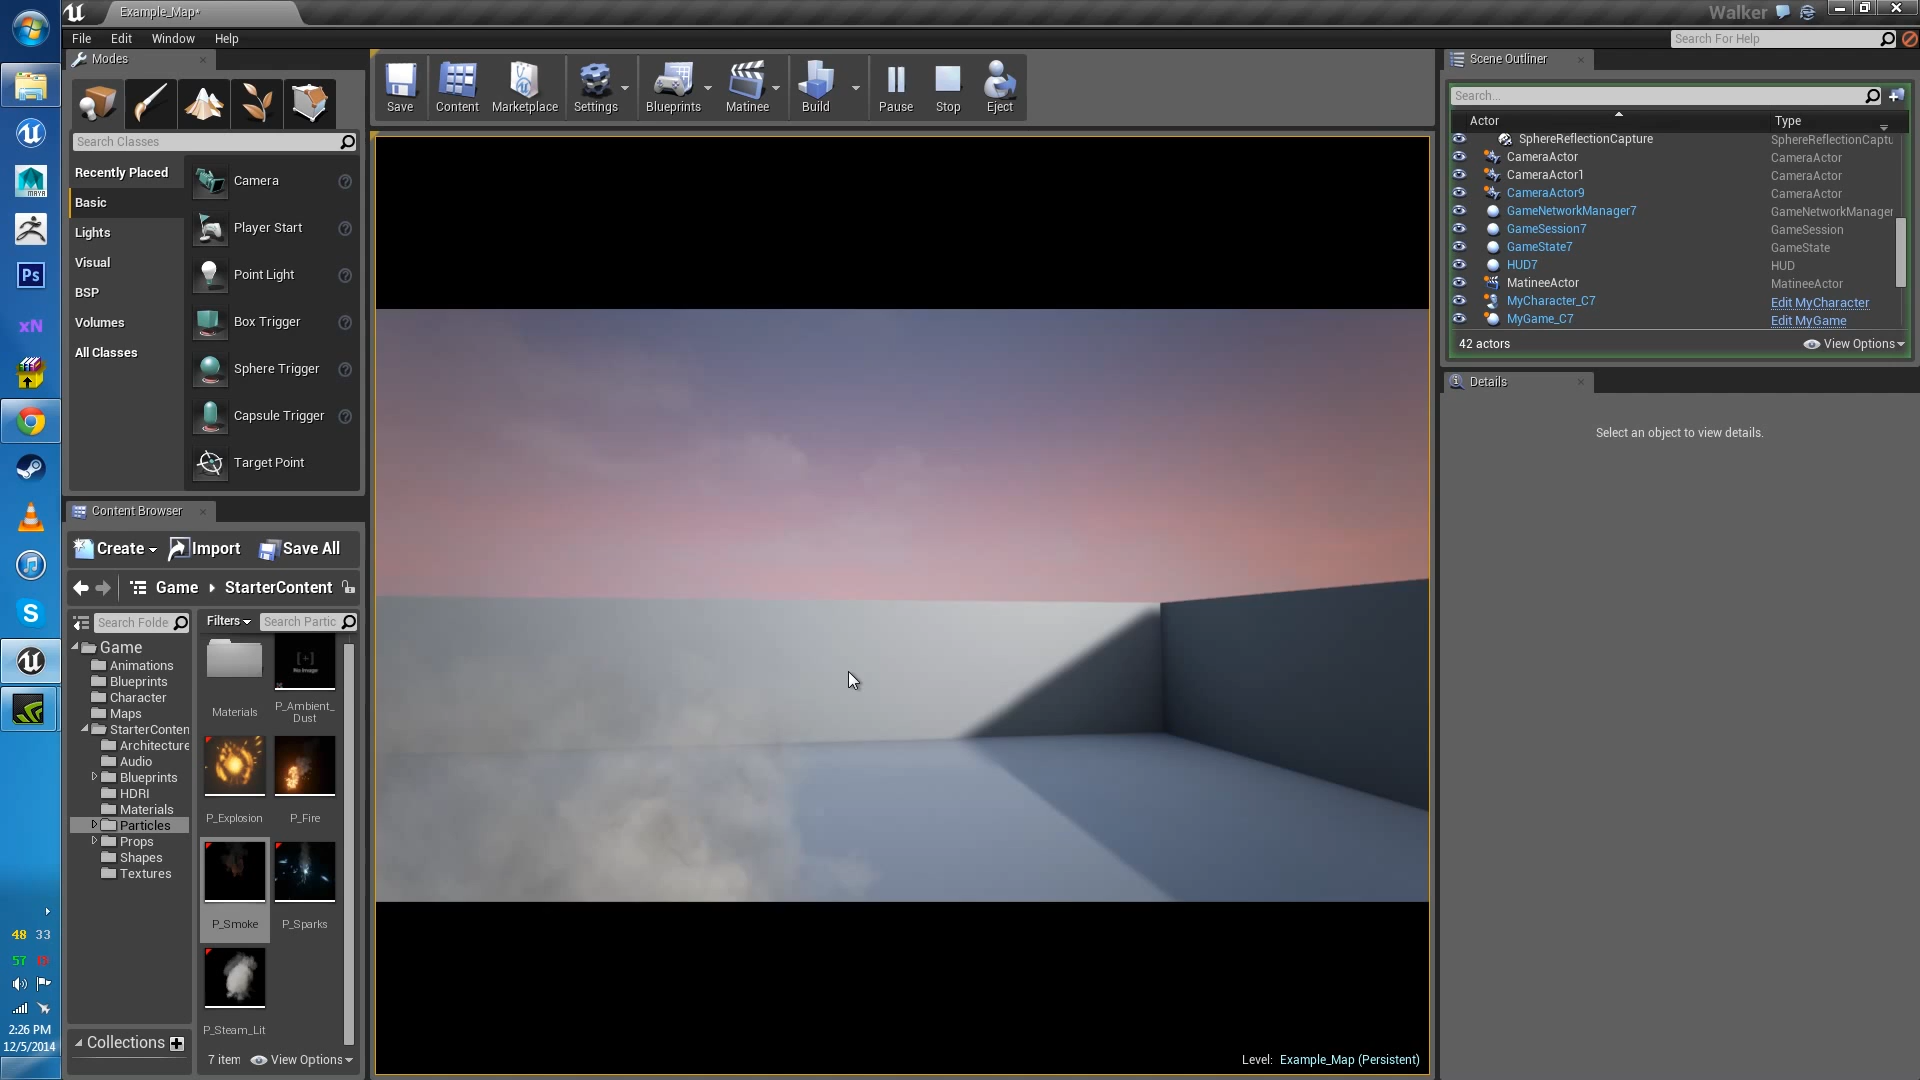 Example_Map*
Walker
File
Edit
Window
Help
Search For Help
Modes
Search Classes
Recently Placed
Basic
Lights
Visual
BSP
Volumes
All Classes
Camera
Player Start
Point Light
Box Trigger
Sphere Trigger
Capsule Trigger
Target Point
Save
Content
Marketplace
Settings
Blueprints
Matinee
Build
Pause
Stop
Eject
Scene Outliner
Search...
Actor
Type
SphereReflectionCapture
SphereReflectionCaptu
CameraActor
CameraActor
CameraActor1
CameraActor
CameraActor9
CameraActor
GameNetworkManager7
GameNetworkManager
GameSession7
GameSession
GameState7
GameState
HUD7
HUD
MatineeActor
MatineeActor
MyCharacter_C7
Edit MyCharacter
MyGame_C7
Edit MyGame
42 actors
View Options
Details
Select an object to view details.
Content Browser
Create
Import
Save All
Game
StarterContent
Search Folde
Filters
Search Partic
Game
Animations
Blueprints
Character
Maps
StarterConten
Architecture
Audio
Blueprints
HDRI
Materials
Particles
Props
Shapes
Textures
Collections
Materials
P_Ambient_
Dust
P_Explosion
P_Fire
P_Smoke
P_Sparks
P_Steam_Lit
7 item
View Options
Level: Example_Map (Persistent)
MAYA
Ps
xN
48 33
57
2:26 PM
12/5/2014